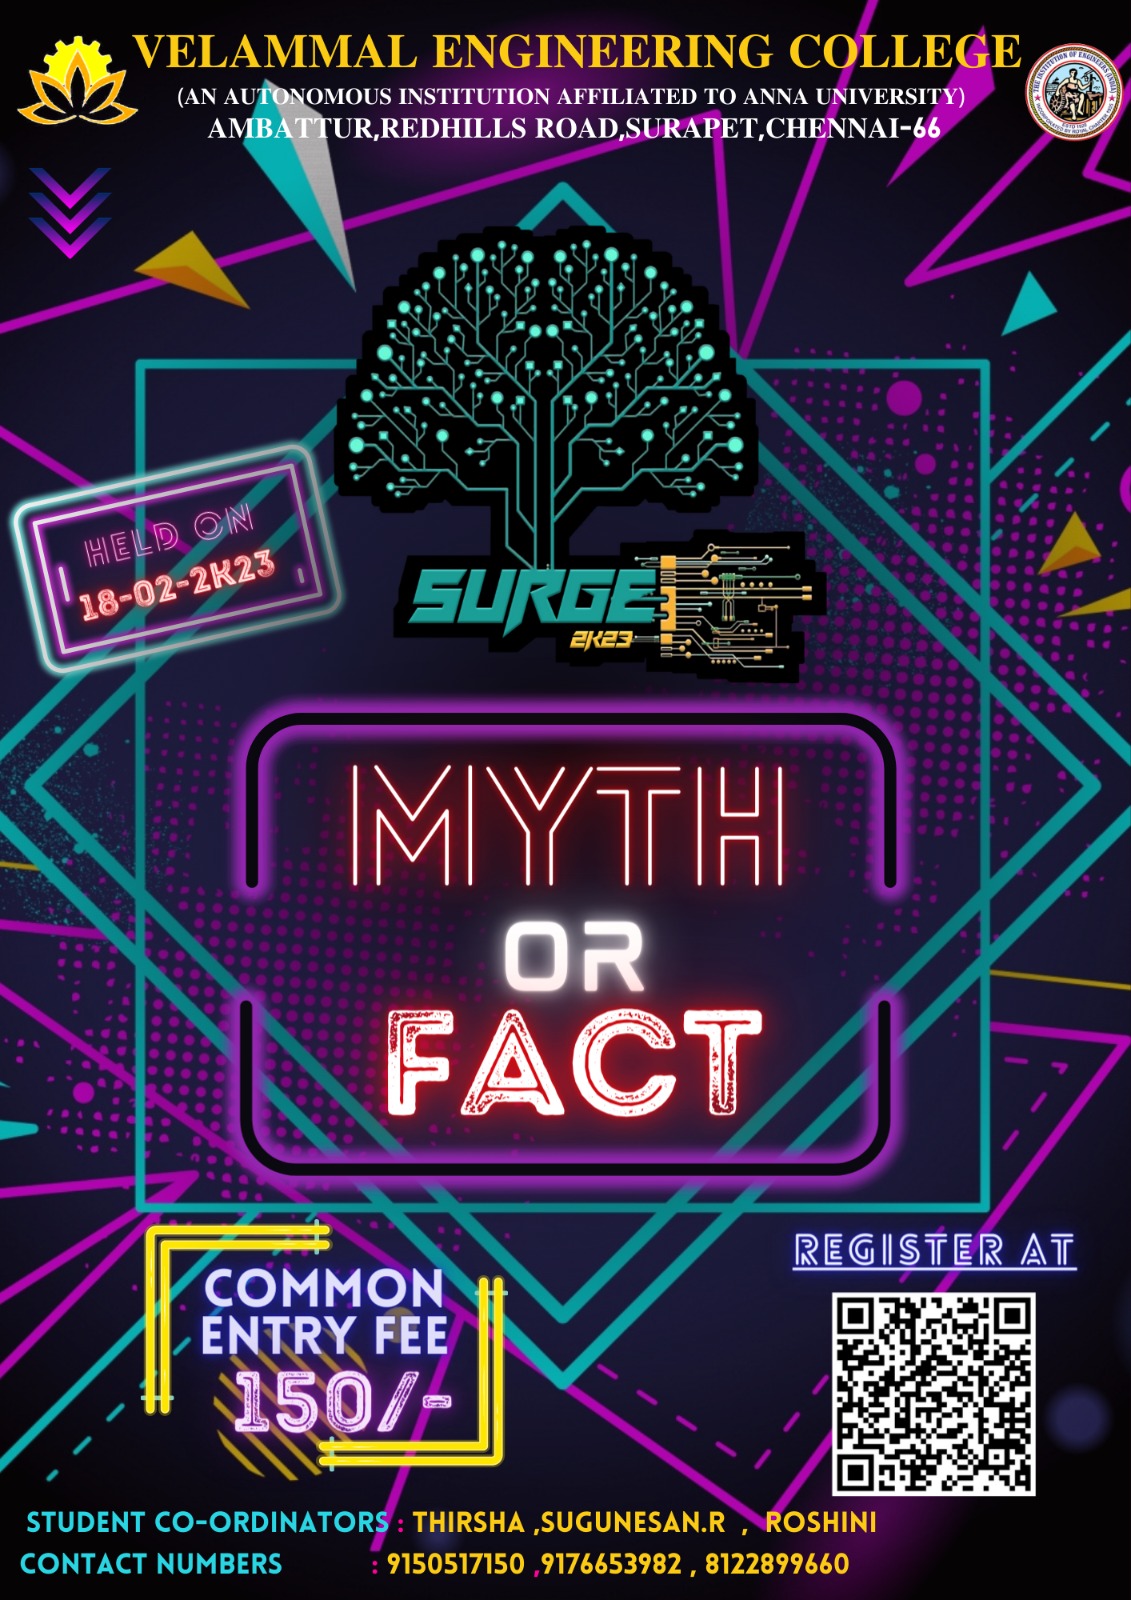 VELAMMAL ENGINEERING COLLEGE
(AN AUTONOMOUS INSTITUTION AFFILIATED TO ANNA UNIVERSITY)
AMBATTUR,REDHILLS ROAD,SURAPET,CHENNAI-66
HELD ON
18-02-2K23
SURGE
2K23
MYTH
OR
FACT
COMMON
ENTRY FEE
150/-
REGISTER AT
STUDENT CO-ORDINATORS : THIRSHA ,SUGUNESAN.R , ROSHINI
CONTACT NUMBERS : 9150517150 ,9176653982 , 8122899660